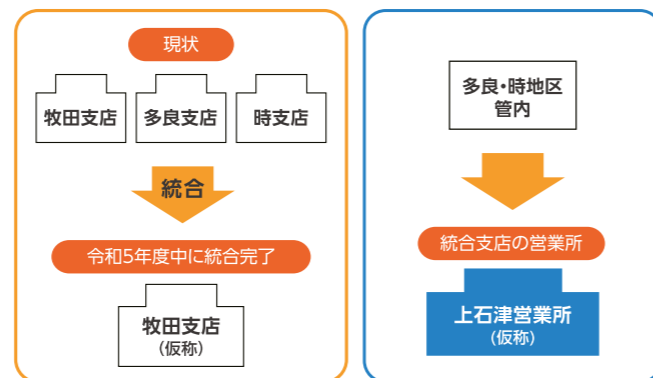 現状
牧田支店
多良支店
時支店
統合
令和5年度中に統合完了
牧田支店
(仮称)
多良・時地区
管内
統合支店の営業所
上石津営業所
(仮称)